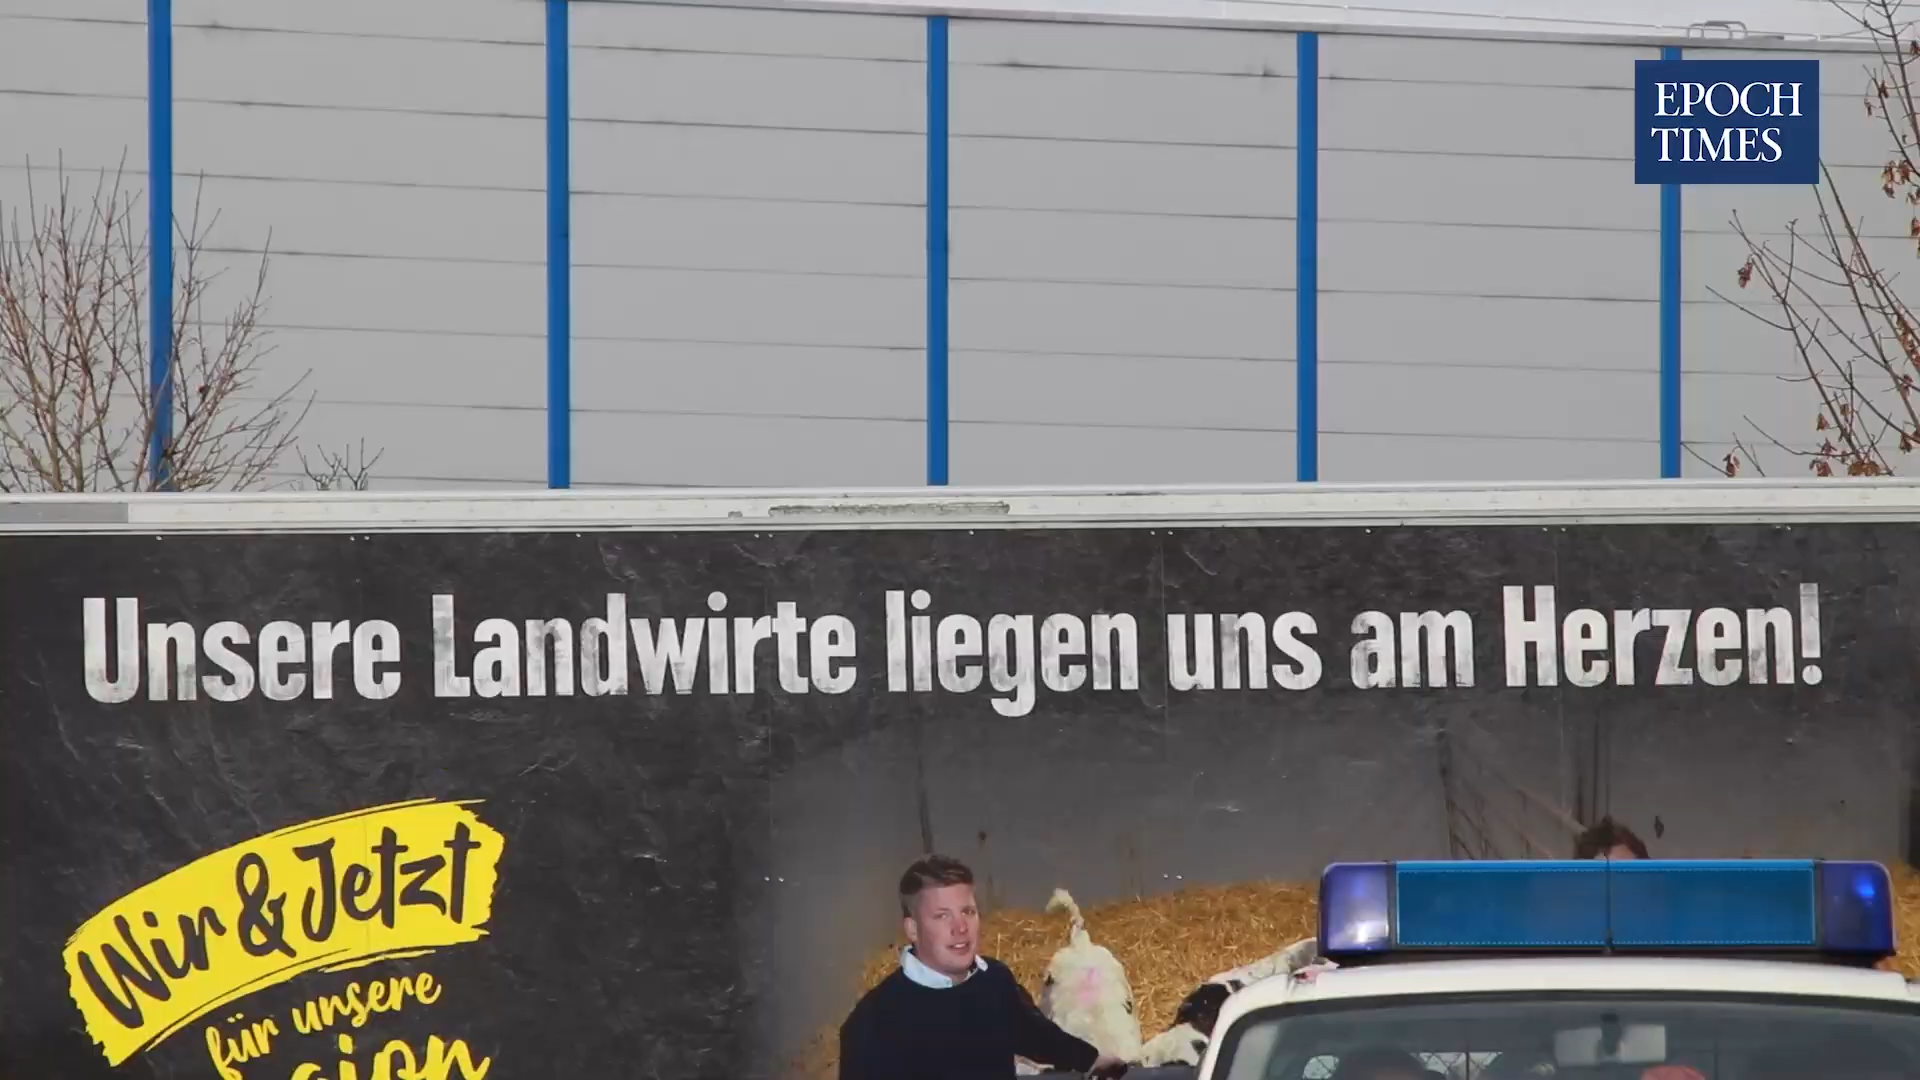 EPOCH
TIMES
Unsere Landwirte liegen uns am Herzen!
Wir & Jetzt
für unsere